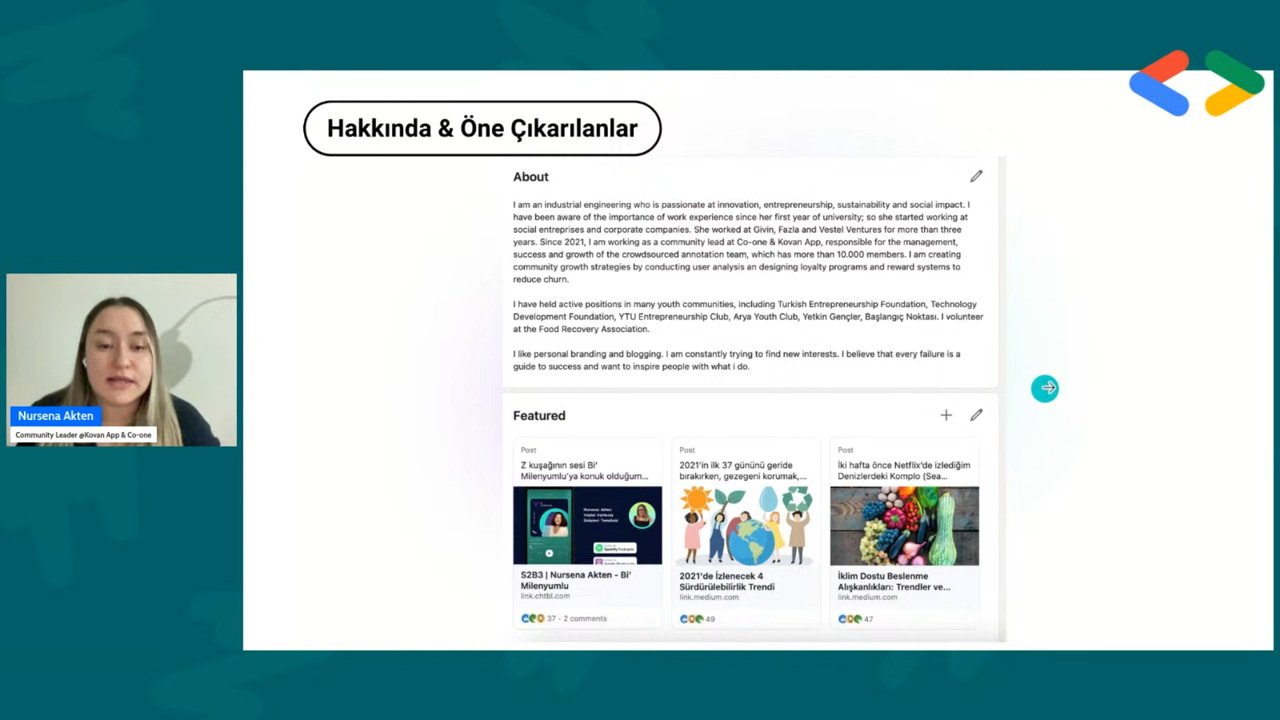 Hakkında & Öne Çıkarılanlar
About
I am an industrial engineering who is passionate at innovation, entrepreneurship, sustainability and social impact. I
have been aware of the importance of work experience since her first year of university; so she started working at
social entreprises and corporate companies. She worked at Givin, Fazla and Vestel Ventures for more than three
years. Since 2021, I am working as a community lead at Co-one & Kovan App, responsible for the management,
success and growth of the crowdsourced annotation team, which has more than 10.000 members. I am creating
community growth strategies by conducting user analysis an designing loyalty programs and reward systems to
reduce churn.
I have held active positions in many youth communities, including Turkish Entrepreneurship Foundation, Technology
Development Foundation, YTU Entrepreneurship Club, Arya Youth Club, Yetkin Gençler, Başlangıç Noktası. I volunteer
at the Food Recovery Association.
I like personal branding and blogging. I am constantly trying to find new interests. I believe that every failure is a
guide to success and want to inspire people with what i do.
Nursena Akten
Community Leader @Kovan App & Co-one
Featured
Post
Z kuşağının sesi Bi'
Milenyumlu'ya konuk olduğum...
Nursena Akten
S2B3 | Nursena Akten - Bi'
Milenyumlu
link.chtbl.com
37 · 2 comments
Post
2021'in ilk 37 gününü geride
bırakırken, gezegeni korumak,...
2021'de İzlenecek 4
Sürdürülebilirlik Trendi
link.medium.com
49
Post
İki hafta önce Netflix'de izlediğim
Denizlerdeki Komplo (Sea...
İklim Dostu Beslenme
Alışkanlıkları: Trendler ve...
link.medium.com
47